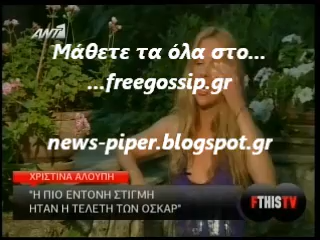 ANT1
Μάθετε τα όλα στο...
...freegossip.gr
news-piper.blogspot.gr
ΧΡΙΣΤΙΝΑ ΑΛΟΥΠΗ
"Η ΠΙΟ ΕΝΤΟΝΗ ΣΤΙΓΜΗ
ΗΤΑΝ Η ΤΕΛΕΤΗ ΤΩΝ ΟΣΚΑΡ"
FTHISTV